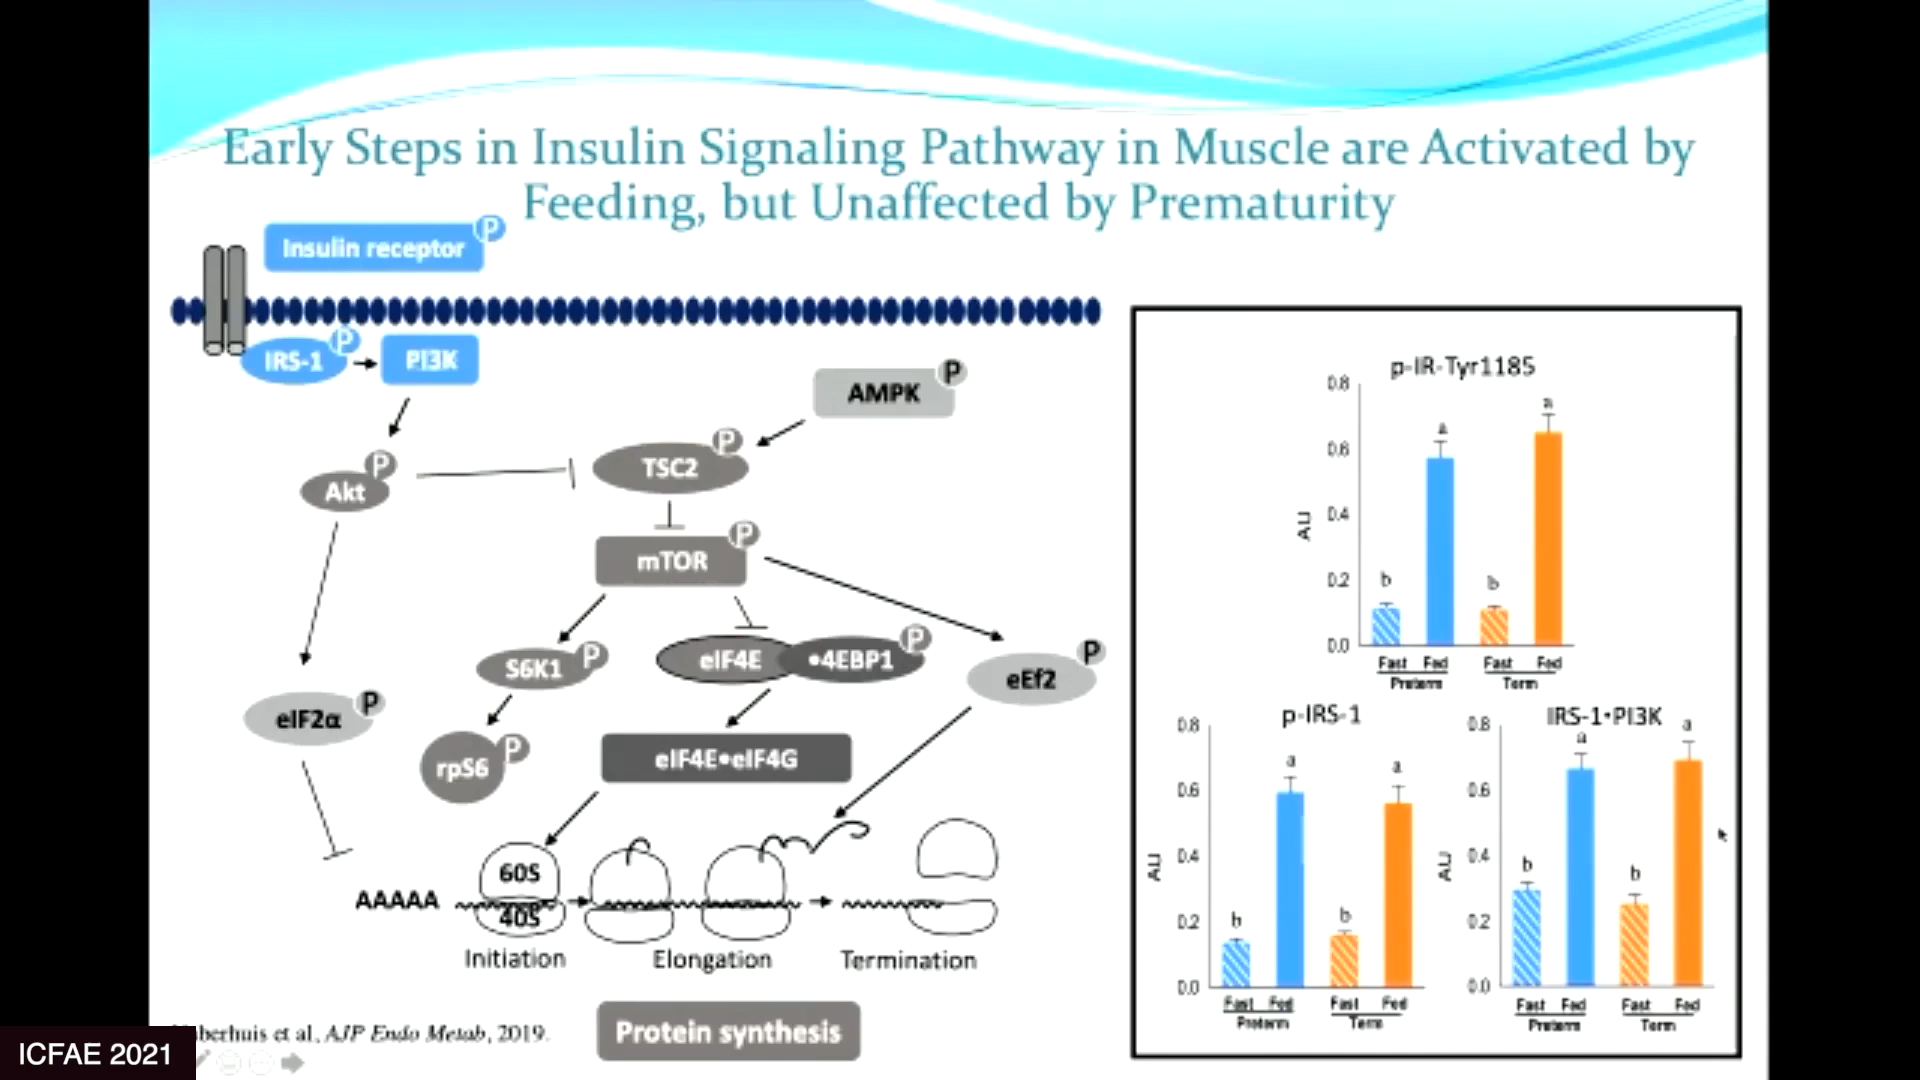 Early Steps in Insulin Signaling Pathway in Muscle are Activated by
Feeding, but Unaffected by Prematurity
Insulin receptor P
IRS-1 P
PI3K
AMPK P
TSC2 P
Akt P
mTOR P
S6K1 P
eIF4E •4EBP1 P
eEf2 P
eIF2α P
rpS6 P
eIF4E•eIF4G
60S
40S
AAAAA
Initiation
Elongation
Termination
Protein synthesis
et al, AJP Endo Metab, 2019.
ICFAE 2021
p-IR-Tyr1185
AU
0.8
0.6
0.4
0.2
0.0
b a b a
Fast Fed Fast Fed
Preterm Term
p-IRS-1
AU
0.8
0.6
0.4
0.2
0.0
b a b a
Fast Fed Fast Fed
Preterm Term
IRS-1•PI3K
AU
0.8
0.6
0.4
0.2
0.0
b a b a
Fast Fed Fast Fed
Preterm Term